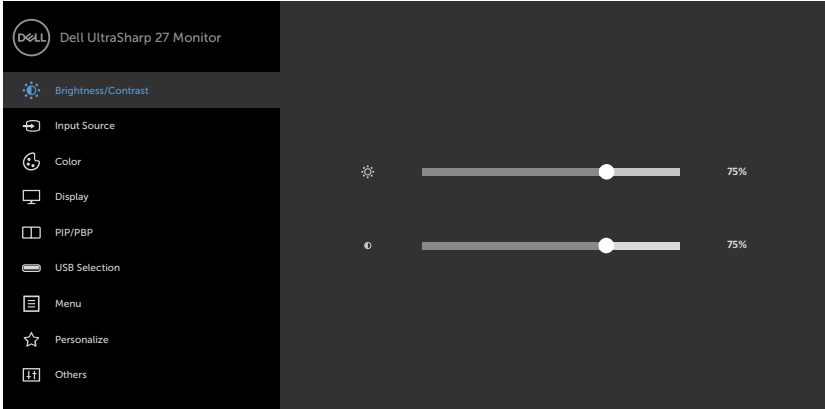 DELL
Dell UltraSharp 27 Monitor
Brightness/Contrast
Input Source
Color
Display
PIP/PBP
USB Selection
Menu
Personalize
Others
75%
75%